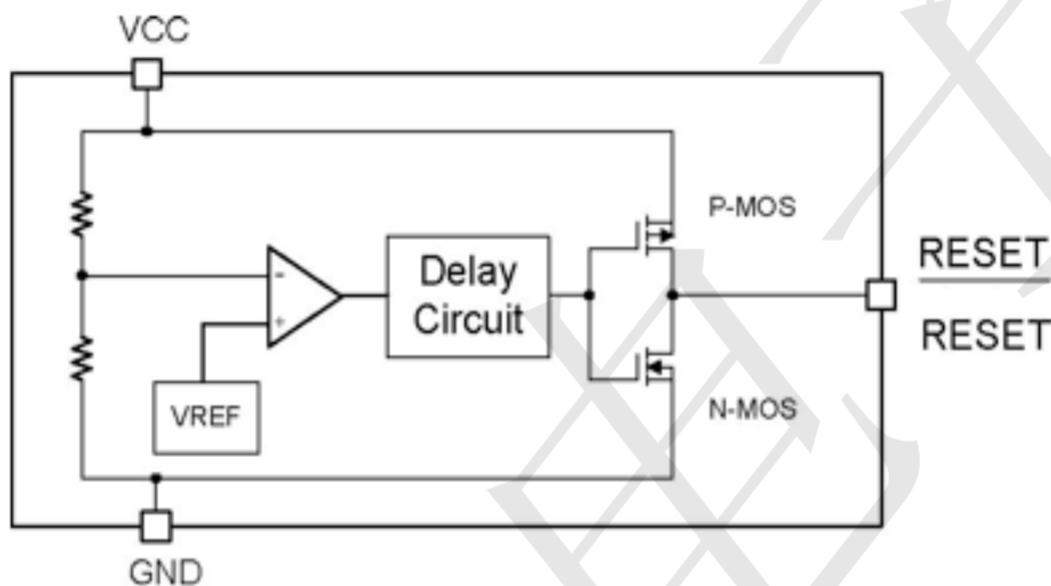 VCC
P-MOS
RESET
Delay
Circuit
-
+
RESET
VREF
N-MOS
GND